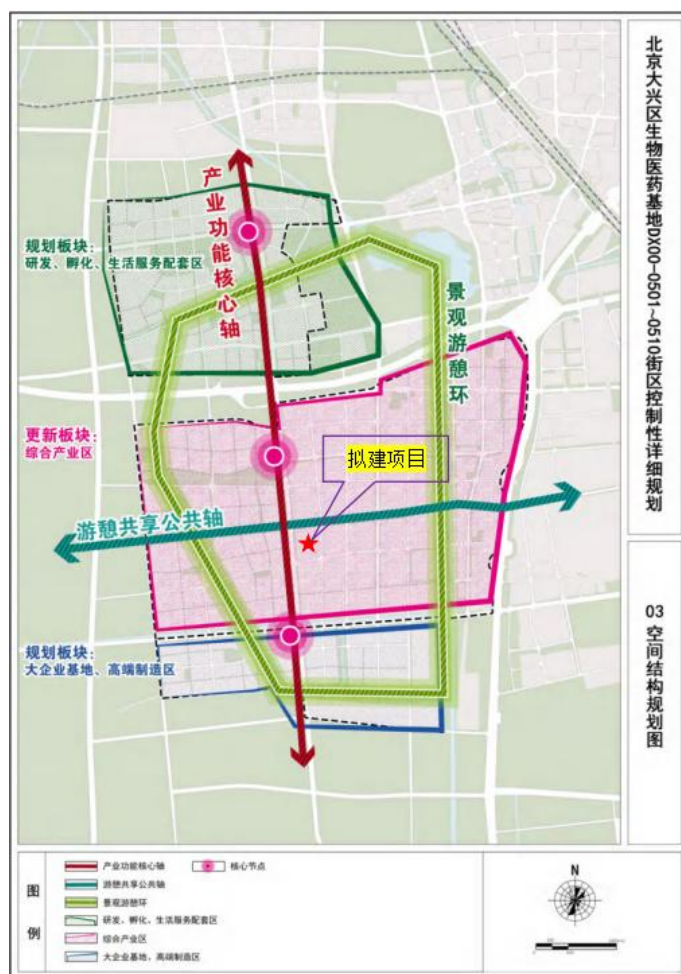 北京大兴区生物医药基地DX00—0501~0510街区控制性详细规划
03 空间结构规划图
产业功能核心轴
规划板块：
研发、孵化、生活服务配套区
景观游憩环
更新板块：
综合产业区
拟建项目
游憩共享公共轴
规划板块：
大企业基地、高端制造区
图例
产业功能核心轴
核心节点
游憩共享公共轴
景观游憩环
研发、孵化、生活服务配套区
综合产业区
大企业基地、高端制造区
N